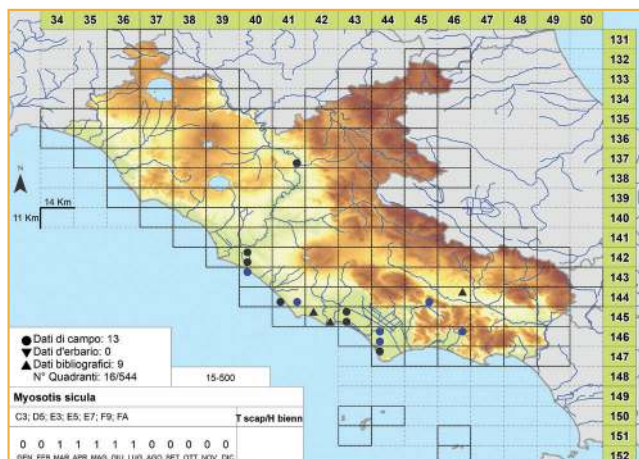 34 35 36 37 38 39 40 41 42 43 44 45 46 47 48 49 50
131
132
133
134
135
136
137
138
139
140
141
142
143
144
145
146
147
148
149
150
151
152
N
14 Km
11 Km
Dati di campo: 13
Dati d'erbario: 0
Dati bibliografici: 9
N° Quadranti: 16/544
15-500
Myosotis sicula
C3; D5; E3; E5; E7; F9; FA
T scap/H bienn
0 0 1 1 1 1 1 0 0 0 0 0
GEN FEB MAR APR MAG GIU LUG AGO SET OTT NOV DIC